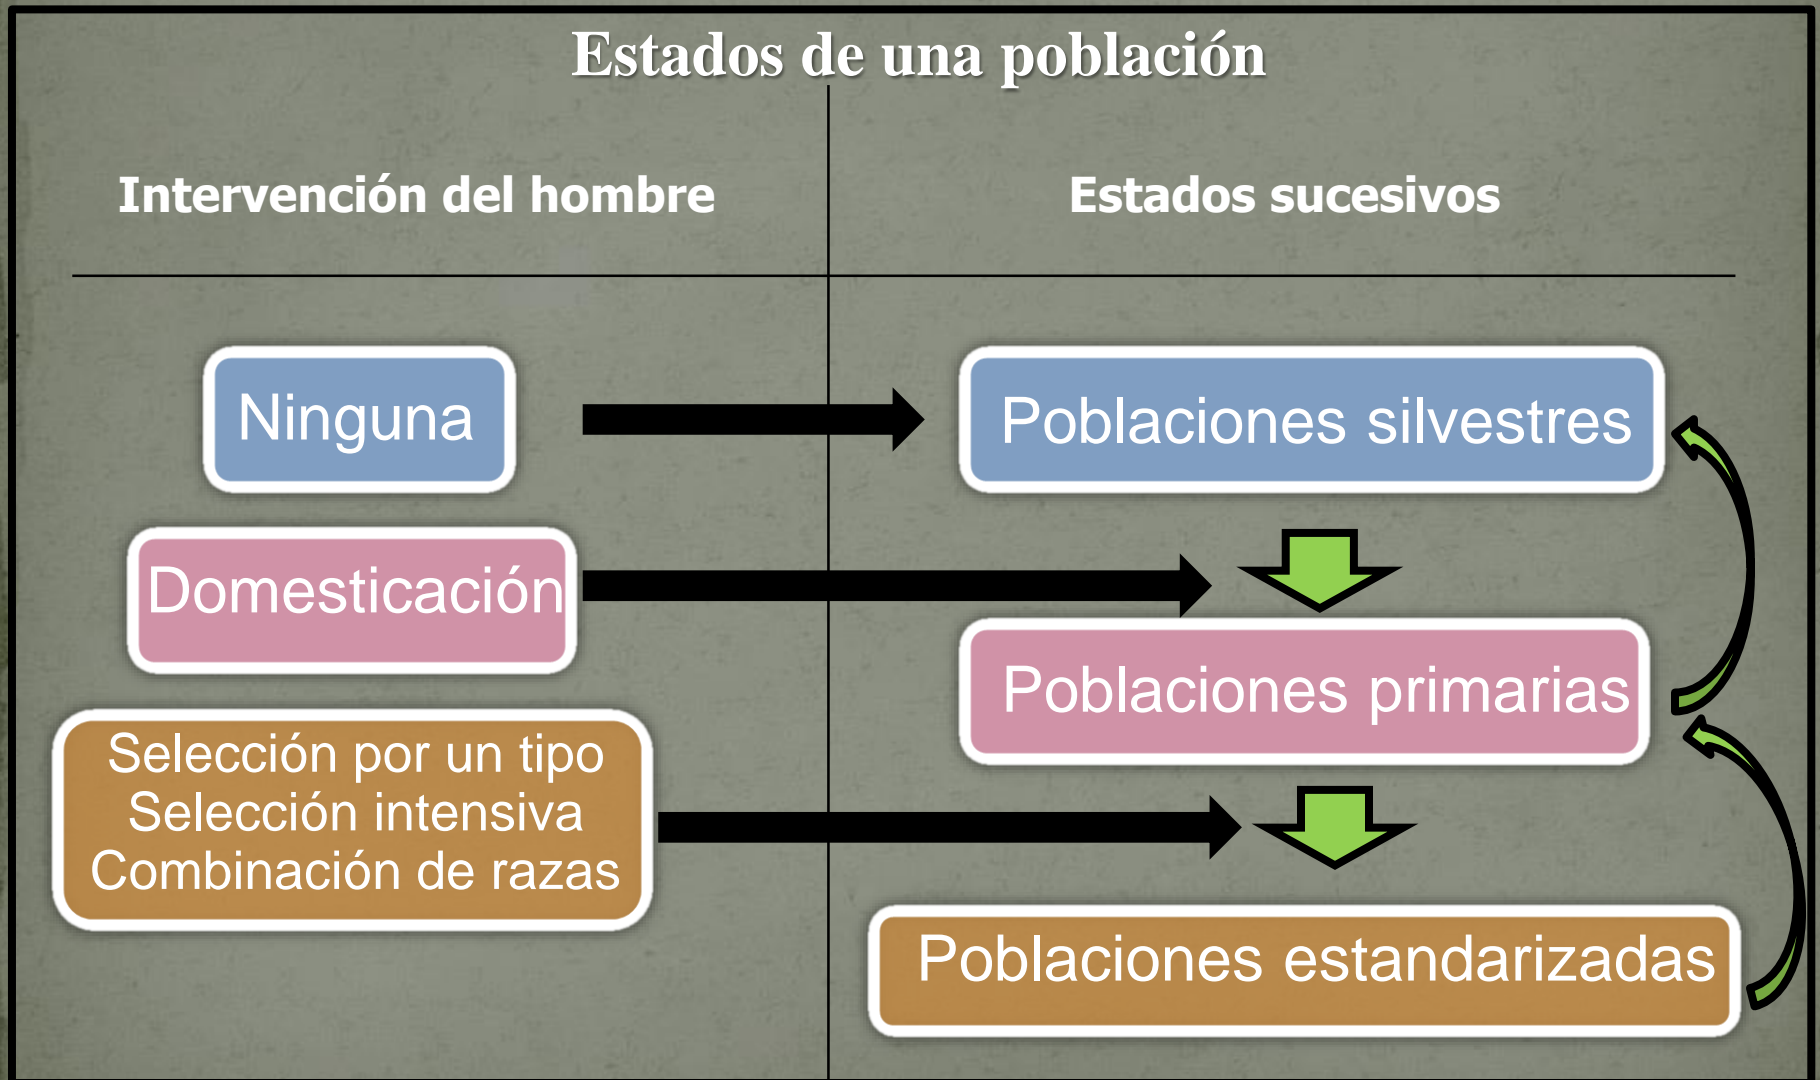 Estados de una población
Intervención del hombre
Estados sucesivos
Ninguna
Poblaciones silvestres
Domesticación
Poblaciones primarias
Selección por un tipo
Selección intensiva
Combinación de razas
Poblaciones estandarizadas